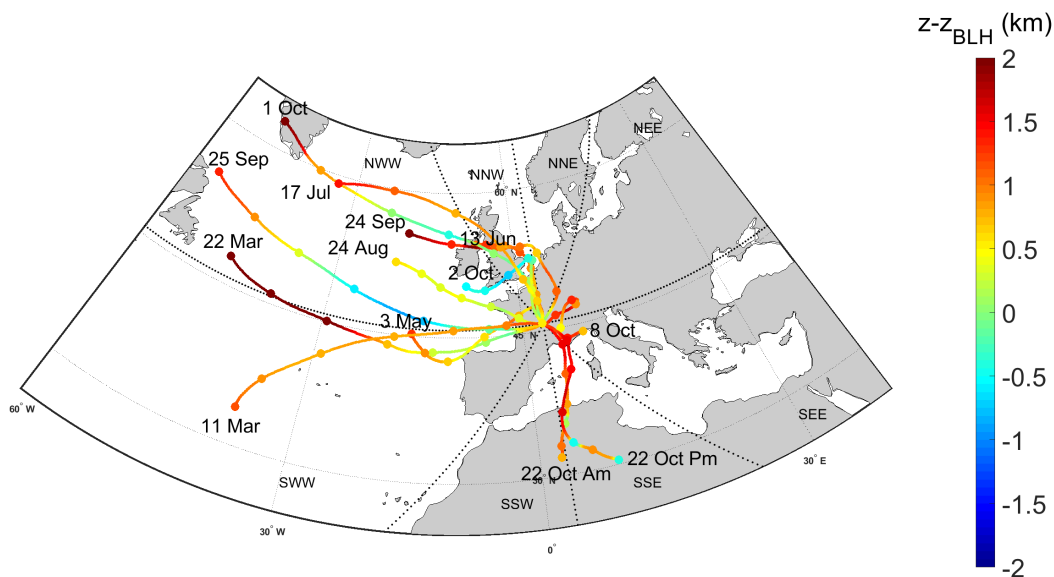 z-zBLH (km)
2
1.5
1
0.5
0
-0.5
-1
-1.5
-2
1 Oct
NEE
25 Sep
NWW
NNW
NNE
17 Jul
60° N
24 Sep
22 Mar
24 Aug
13 Jun
2 Oct
3 May
45° N
8 Oct
60° W
11 Mar
SEE
22 Oct Pm
30° E
22 Oct Am
30° N
SWW
SSE
SSW
30° W
0°